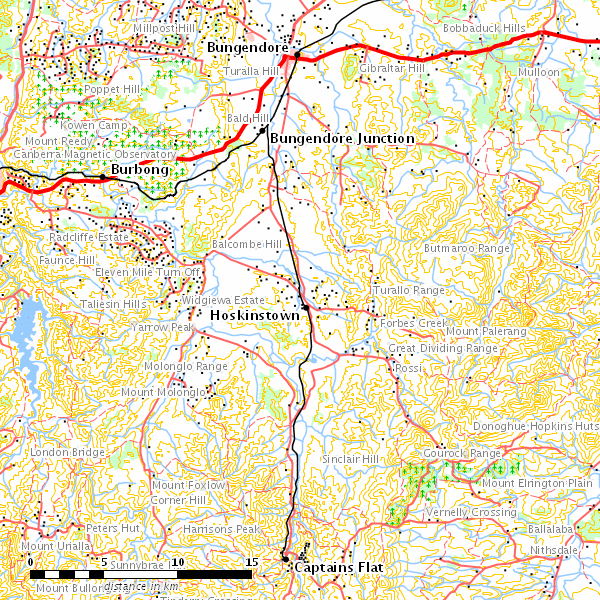 Bobbaduck Hills
Millpost Hill
Bungendore
Gibraltar Hill
Turalla Hill
Mulloon
Poppet Hill
Bald Hill
Kowen Camp
Bungendore Junction
Mount Reedy
Canberra Magnetic Observatory
Burbong
Radcliffe Estate
Balcombe Hill
Butmaroo Range
Faunce Hill
Eleven Mile Turn Off
Turallo Range
Taliesin Hills
Widgiewa Estate
Hoskinstown
Forbes Creek
Yarrow Peak
Mount Palerang
Great Dividing Range
Molonglo Range
Rossi
Mount Molonglo
Donoghue Hopkins Huts
London Bridge
Gourock Range
Sinclair Hill
Mount Foxlow
Mount Elrington Plain
Corner Hill
Vernelly Crossing
Peters Hut
Harrisons Peak
Ballalaba
Mount Urialla
Nithsdale
Sunnybrae
0 5 10 15
Captains Flat
distance in km